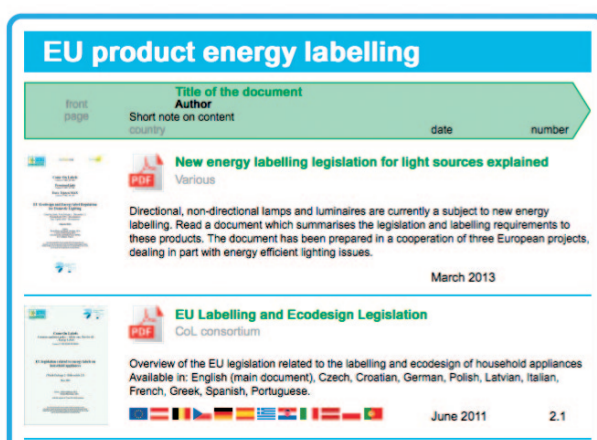 EU product energy labelling
front page
Title of the document
Author
Short note on content
country
date
number
PDF
New energy labelling legislation for light sources explained
Various
Directional, non-directional lamps and luminaires are currently a subject to new energy
labelling. Read a document which summarises the legislation and labelling requirements to
these products. The document has been prepared in a cooperation of three European projects,
dealing in part with energy efficient lighting issues.
March 2013
PDF
EU Labelling and Ecodesign Legislation
CoL consortium
Overview of the EU legislation related to the labelling and ecodesign of household appliances
Available in: English (main document), Czech, Croatian, German, Polish, Latvian, Italian,
French, Greek, Spanish, Portuguese.
June 2011
2.1